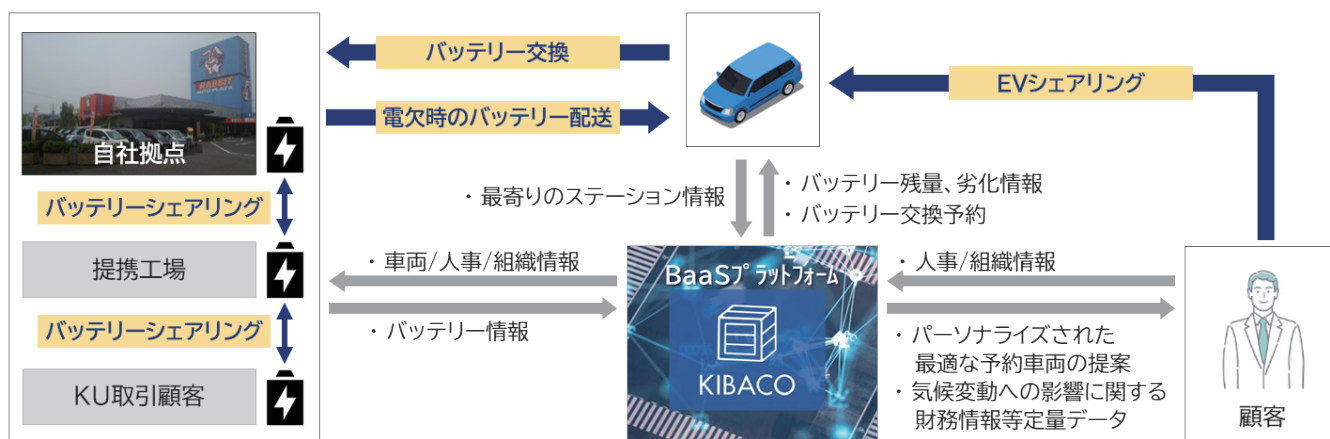 バッテリー交換
EVシェアリング
電欠時のバッテリー配送
RABBIT
自社拠点
・最寄りのステーション情報
・バッテリー残量、劣化情報
・バッテリー交換予約
バッテリーシェアリング
提携工場
・車両/人事/組織情報
BaaSプラットフォーム
・人事/組織情報
バッテリーシェアリング
・バッテリー情報
KIBACO
・パーソナライズされた
最適な予約車両の提案
・気候変動への影響に関する
財務情報等定量データ
KU取引顧客
顧客